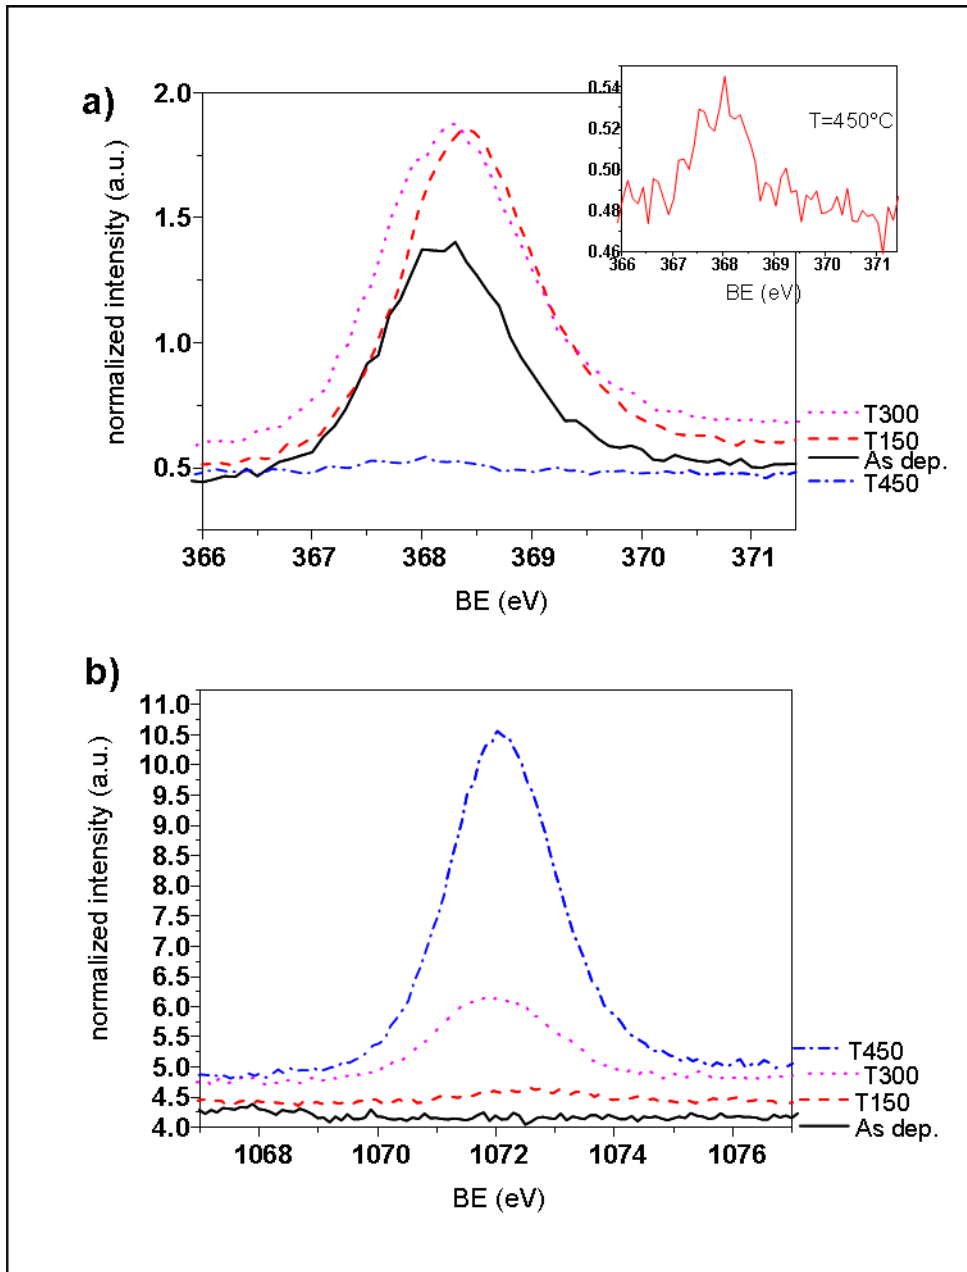 a)
normalized intensity (a.u.)
2.0
1.5
1.0
0.5
366 367 368 369 370 371
BE (eV)
0.54
0.52
0.50
0.48
0.46
T=450°C
366 367 368 369 370 371
BE (eV)
T300
T150
As dep.
T450
b)
normalized intensity (a.u.)
11.0
10.5
10.0
9.5
9.0
8.5
8.0
7.5
7.0
6.5
6.0
5.5
5.0
4.5
4.0
1068 1070 1072 1074 1076
BE (eV)
T450
T300
T150
As dep.